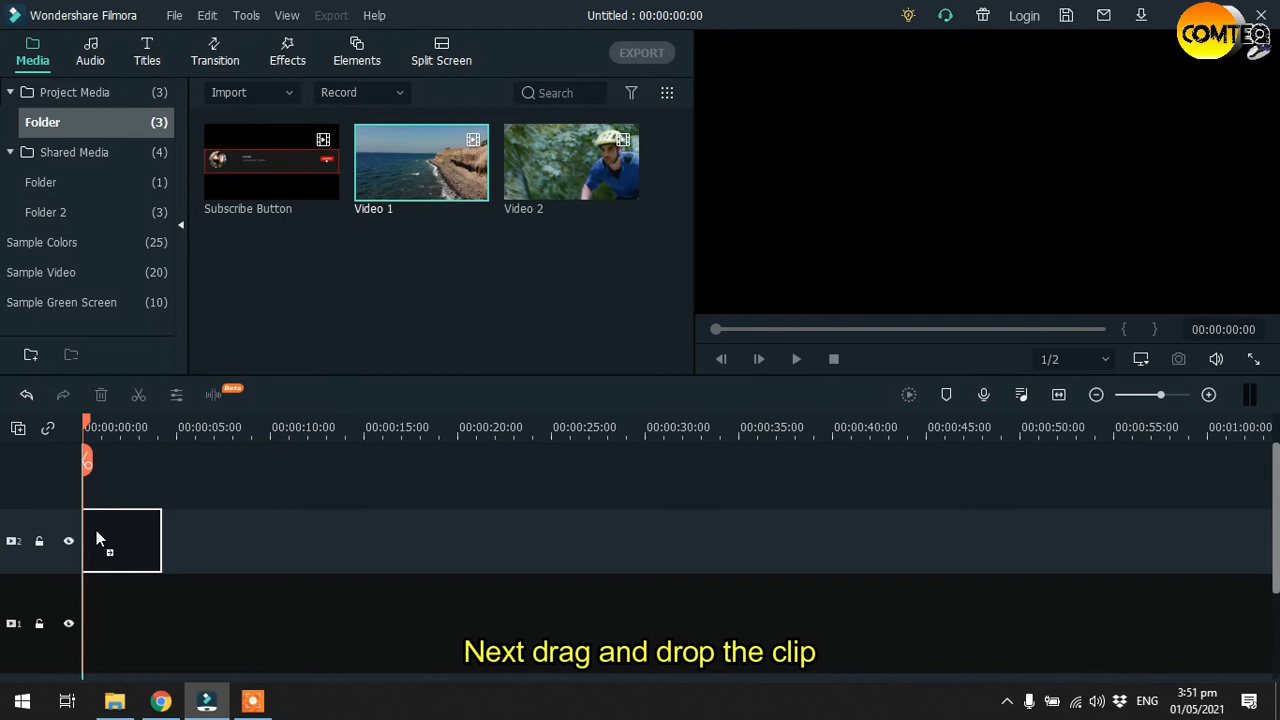 Wondershare Filmora
File
Edit
Tools
View
Export
Help
Untitled : 00:00:00:00
Login
COMTEQ
Media
Audio
Titles
Transition
Effects
Elements
Split Screen
EXPORT
Project Media (3)
Folder (3)
Shared Media (4)
Folder (1)
Folder 2 (3)
Sample Colors (25)
Sample Video (20)
Sample Green Screen (10)
Import
Record
Search
Subscribe Button
Video 1
Video 2
00:00:00:00
1/2
Beta
00:00:00:00 00:00:05:00 00:00:10:00 00:00:15:00 00:00:20:00 00:00:25:00 00:00:30:00 00:00:35:00 00:00:40:00 00:00:45:00 00:00:50:00 00:00:55:00 00:01:00:00
2
1
Next drag and drop the clip
ENG
3:51 pm
01/05/2021